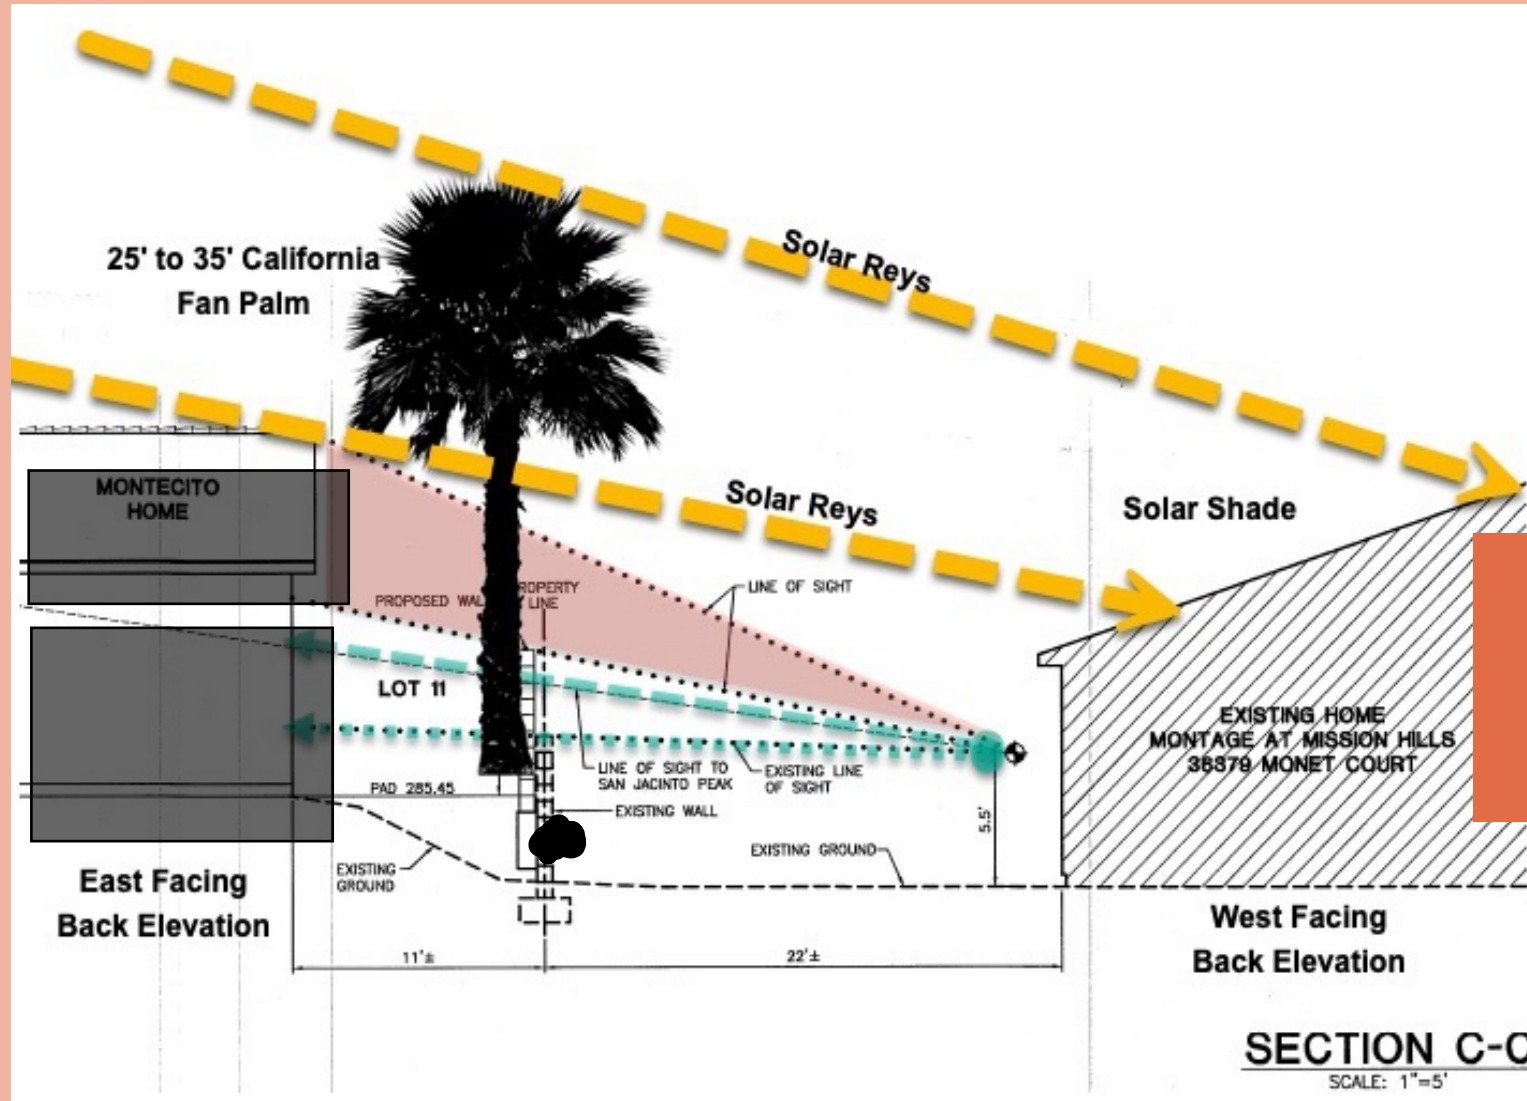 Solar Reys
25' to 35' California
Fan Palm
Solar Reys
Solar Shade
MONTECITO
HOME
LINE OF SIGHT
ROPERTY
PROPOSED WAL
LINE
LOT 11
LINE OF SIGHT TO
SAN JACINTO PEAK
EXISTING LINE
OF SIGHT
EXISTING HOME
MONTAGE AT MISSION HILLS
38379 MONET COURT
PAD 285.45
EXISTING WALL
5.5'
EXISTING GROUND
EXISTING
GROUND
East Facing
Back Elevation
West Facing
Back Elevation
11'±
22'±
SECTION C-C
SCALE: 1"=5'